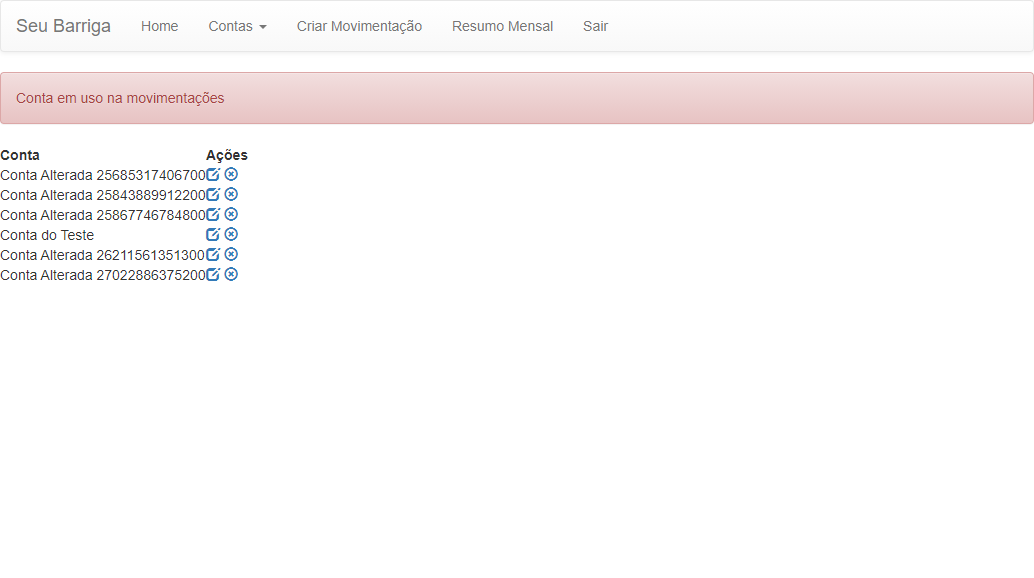 Seu Barriga Home Contas Criar Movimentação Resumo Mensal Sair
Conta em uso na movimentações
Conta Ações
Conta Alterada 25685317406700
Conta Alterada 25843889912200
Conta Alterada 25867746784800
Conta do Teste
Conta Alterada 26211561351300
Conta Alterada 27022886375200